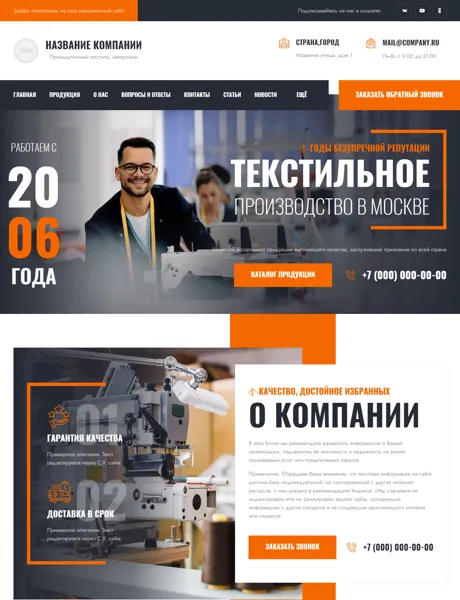 Добро пожаловать на наш официальный сайт!
Подписывайтесь на нас в соцсетях
НАЗВАНИЕ КОМПАНИИ
Промышленный текстиль, материалы
СТРАНА,ГОРОД
Название улицы, дом 1
MAIL@COMPANY.RU
Пн-Вс с 9:00 до 21:00
ГЛАВНАЯ ПРОДУКЦИЯ О НАС ВОПРОСЫ И ОТВЕТЫ КОНТАКТЫ СТАТЬИ НОВОСТИ ЕЩЁ
ЗАКАЗАТЬ ОБРАТНЫЙ ЗВОНОК
РАБОТАЕМ С
20
06
ГОДА
ГОДЫ БЕЗУПРЕЧНОЙ РЕПУТАЦИИ
ТЕКСТИЛЬНОЕ
ПРОИЗВОДСТВО В МОСКВЕ
ассортимент продукции высочайшего качества, заслуживший признание по всей стране
КАТАЛОГ ПРОДУКЦИИ
+7 (000) 000-00-00
01
ГАРАНТИЯ КАЧЕСТВА
Примерное описание. Текст
редактируется через С.У. сайта
02
ДОСТАВКА В СРОК
Примерное описание. Текст
редактируется через С.У. сайта
КАЧЕСТВО, ДОСТОЙНОЕ ИЗБРАННЫХ
О КОМПАНИИ
В этом блоке мы рекомендуем разместить информацию о Вашей
организации, подчеркнуть её значимость и надежность на рынке
оказываемых услуг или предлагаемых товаров.
Примечание: Обращаем Ваше внимание, что текстовая информация на сайте
должна быть индивидуальной, не скопированной с других интернет
ресурсов, о чем указано в рекомендациях Яндекса: «Мы стараемся не
индексировать или не ранжировать высоко сайты, копирующие
информацию с других ресурсов и не создающие оригинального контента
или сервиса».
ЗАКАЗАТЬ ЗВОНОК
+7 (000) 000-00-00